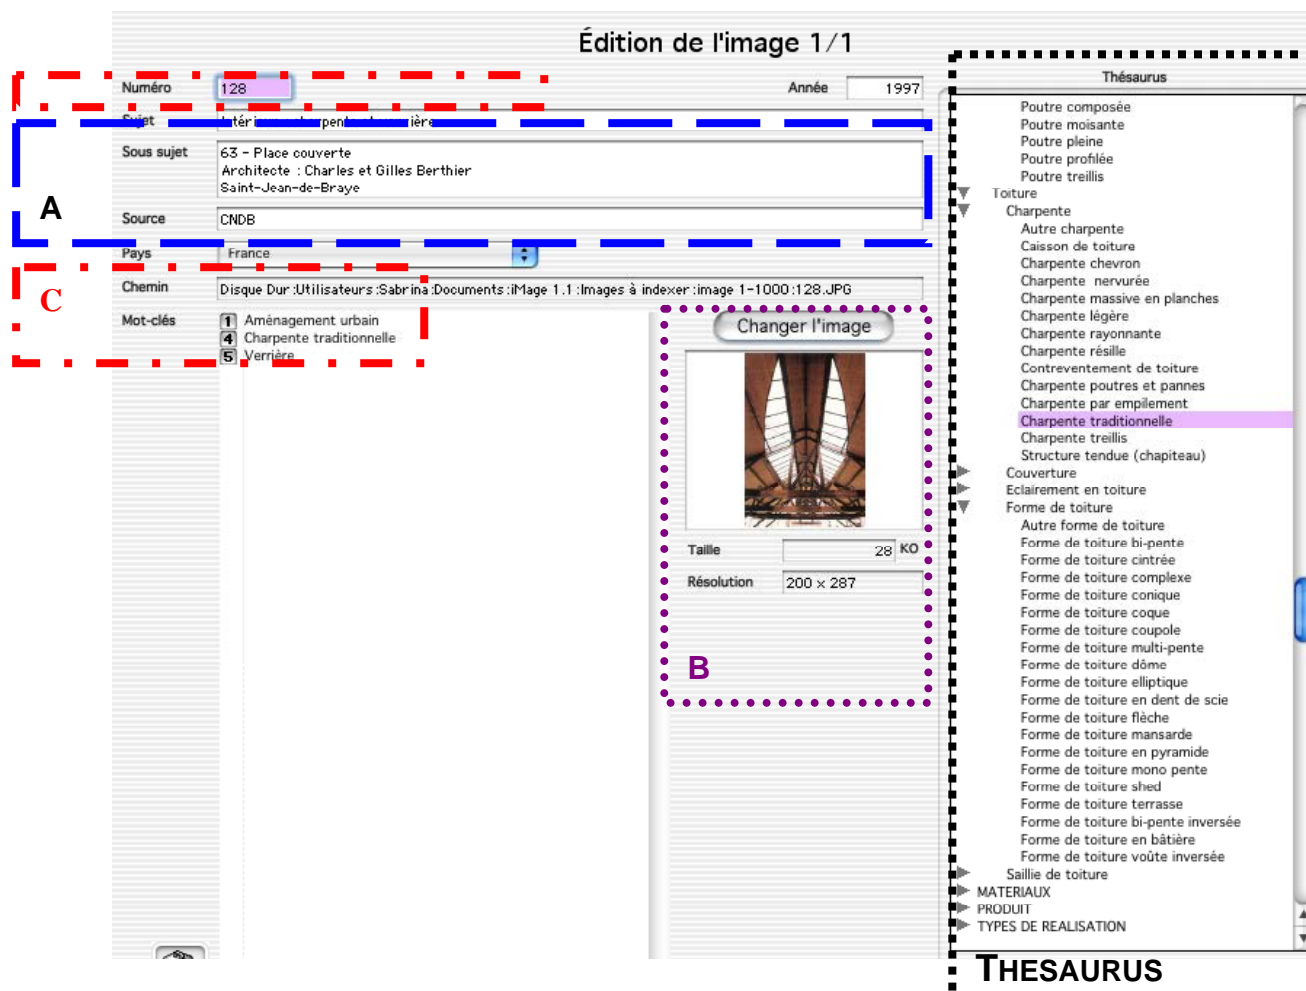 Édition de l'image 1/1
Numéro 128 Année 1997
Sujet Intérieur charpente et verrière
Sous sujet 63 - Place couverte
Architecte : Charles et Gilles Berthier
Saint-Jean-de-Braye
A
Source CNDB
Pays France
Chemin Disque Dur:Utilisateurs:Sabrina:Documents:iMage 1.1:Images à indexer:image 1-1000:128.JPG
C
Mot-clés 1 Aménagement urbain
4 Charpente traditionnelle
5 Verrière
Changer l'image
Taille 28 KO
Résolution 200 x 287
B
Thésaurus
Poutre composée
Poutre moisante
Poutre pleine
Poutre profilée
Poutre treillis
Toiture
Charpente
Autre charpente
Caisson de toiture
Charpente chevron
Charpente nervurée
Charpente massive en planches
Charpente légère
Charpente rayonnante
Charpente résille
Contreventement de toiture
Charpente poutres et pannes
Charpente par empilement
Charpente traditionnelle
Charpente treillis
Structure tendue (chapiteau)
Couverture
Eclairement en toiture
Forme de toiture
Autre forme de toiture
Forme de toiture bi-pente
Forme de toiture cintrée
Forme de toiture complexe
Forme de toiture conique
Forme de toiture coque
Forme de toiture coupole
Forme de toiture multi-pente
Forme de toiture dôme
Forme de toiture elliptique
Forme de toiture en dent de scie
Forme de toiture flèche
Forme de toiture mansarde
Forme de toiture en pyramide
Forme de toiture mono pente
Forme de toiture shed
Forme de toiture terrasse
Forme de toiture bi-pente inversée
Forme de toiture en bâtière
Forme de toiture voûte inversée
Saillie de toiture
MATERIAUX
PRODUIT
TYPES DE REALISATION
THESAURUS